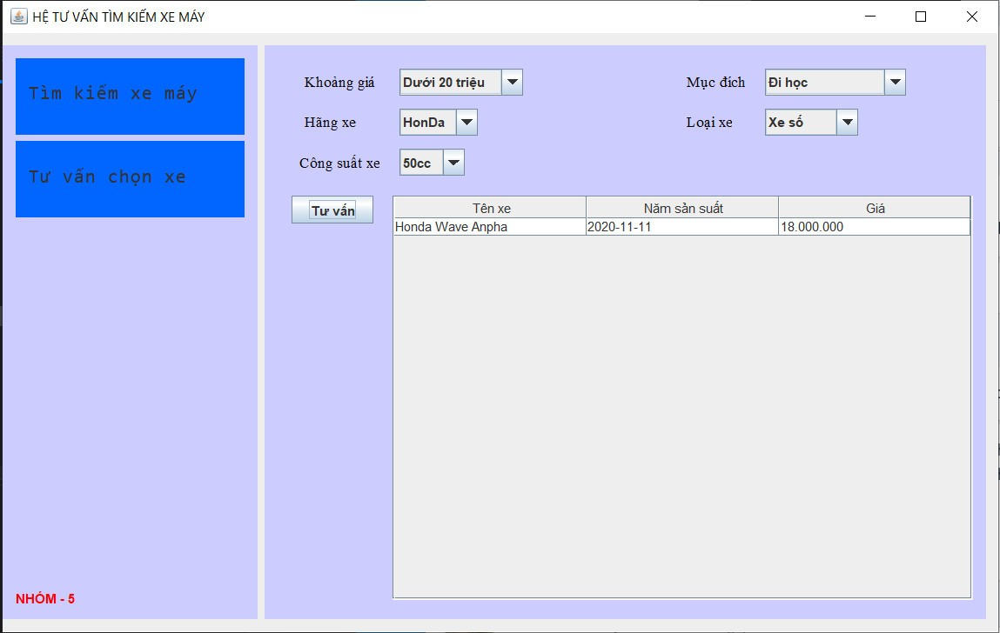 HỆ TƯ VẤN TÌM KIẾM XE MÁY
Tìm kiếm xe máy
Tư vấn chọn xe
NHÓM - 5
Khoảng giá Dưới 20 triệu Mục đích Đi học
Hãng xe HonDa Loại xe Xe số
Công suất xe 50cc
Tư vấn
Tên xe Năm sản suất Giá
Honda Wave Anpha 2020-11-11 18.000.000